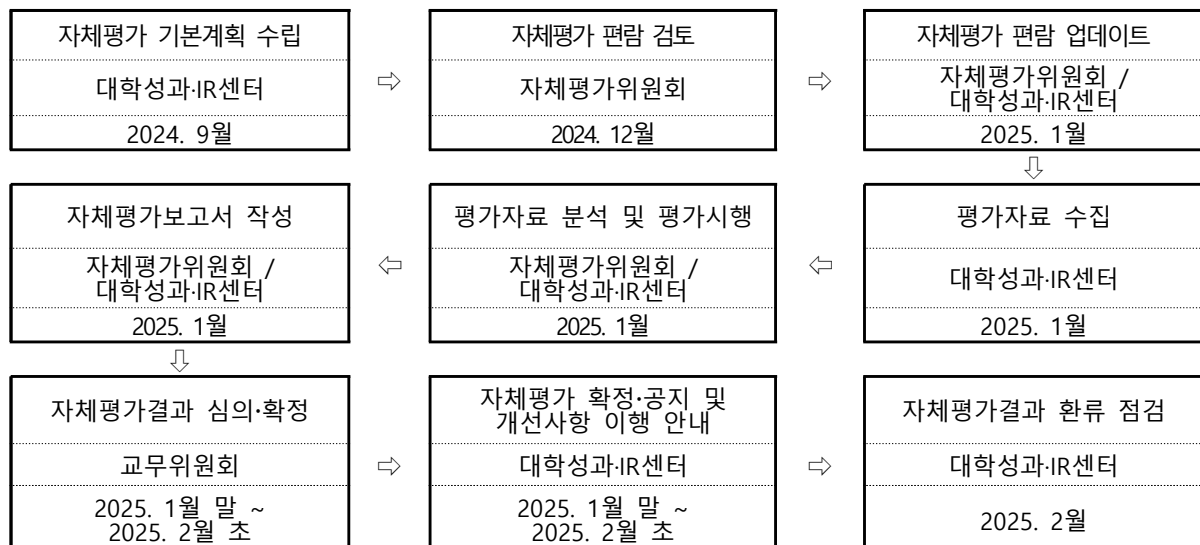 자체평가 기본계획 수립
대학성과·IR센터
2024. 9월
⇨
자체평가 편람 검토
자체평가위원회
2024. 12월
⇨
자체평가 편람 업데이트
자체평가위원회 /
대학성과·IR센터
2025. 1월
⇩
평가자료 수집
대학성과·IR센터
2025. 1월
⇦
평가자료 분석 및 평가시행
자체평가위원회 /
대학성과·IR센터
2025. 1월
⇦
자체평가보고서 작성
자체평가위원회 /
대학성과·IR센터
2025. 1월
⇩
자체평가결과 심의·확정
교무위원회
2025. 1월 말 ~
2025. 2월 초
⇨
자체평가 확정·공지 및
개선사항 이행 안내
대학성과·IR센터
2025. 1월 말 ~
2025. 2월 초
⇨
자체평가결과 환류 점검
대학성과·IR센터
2025. 2월